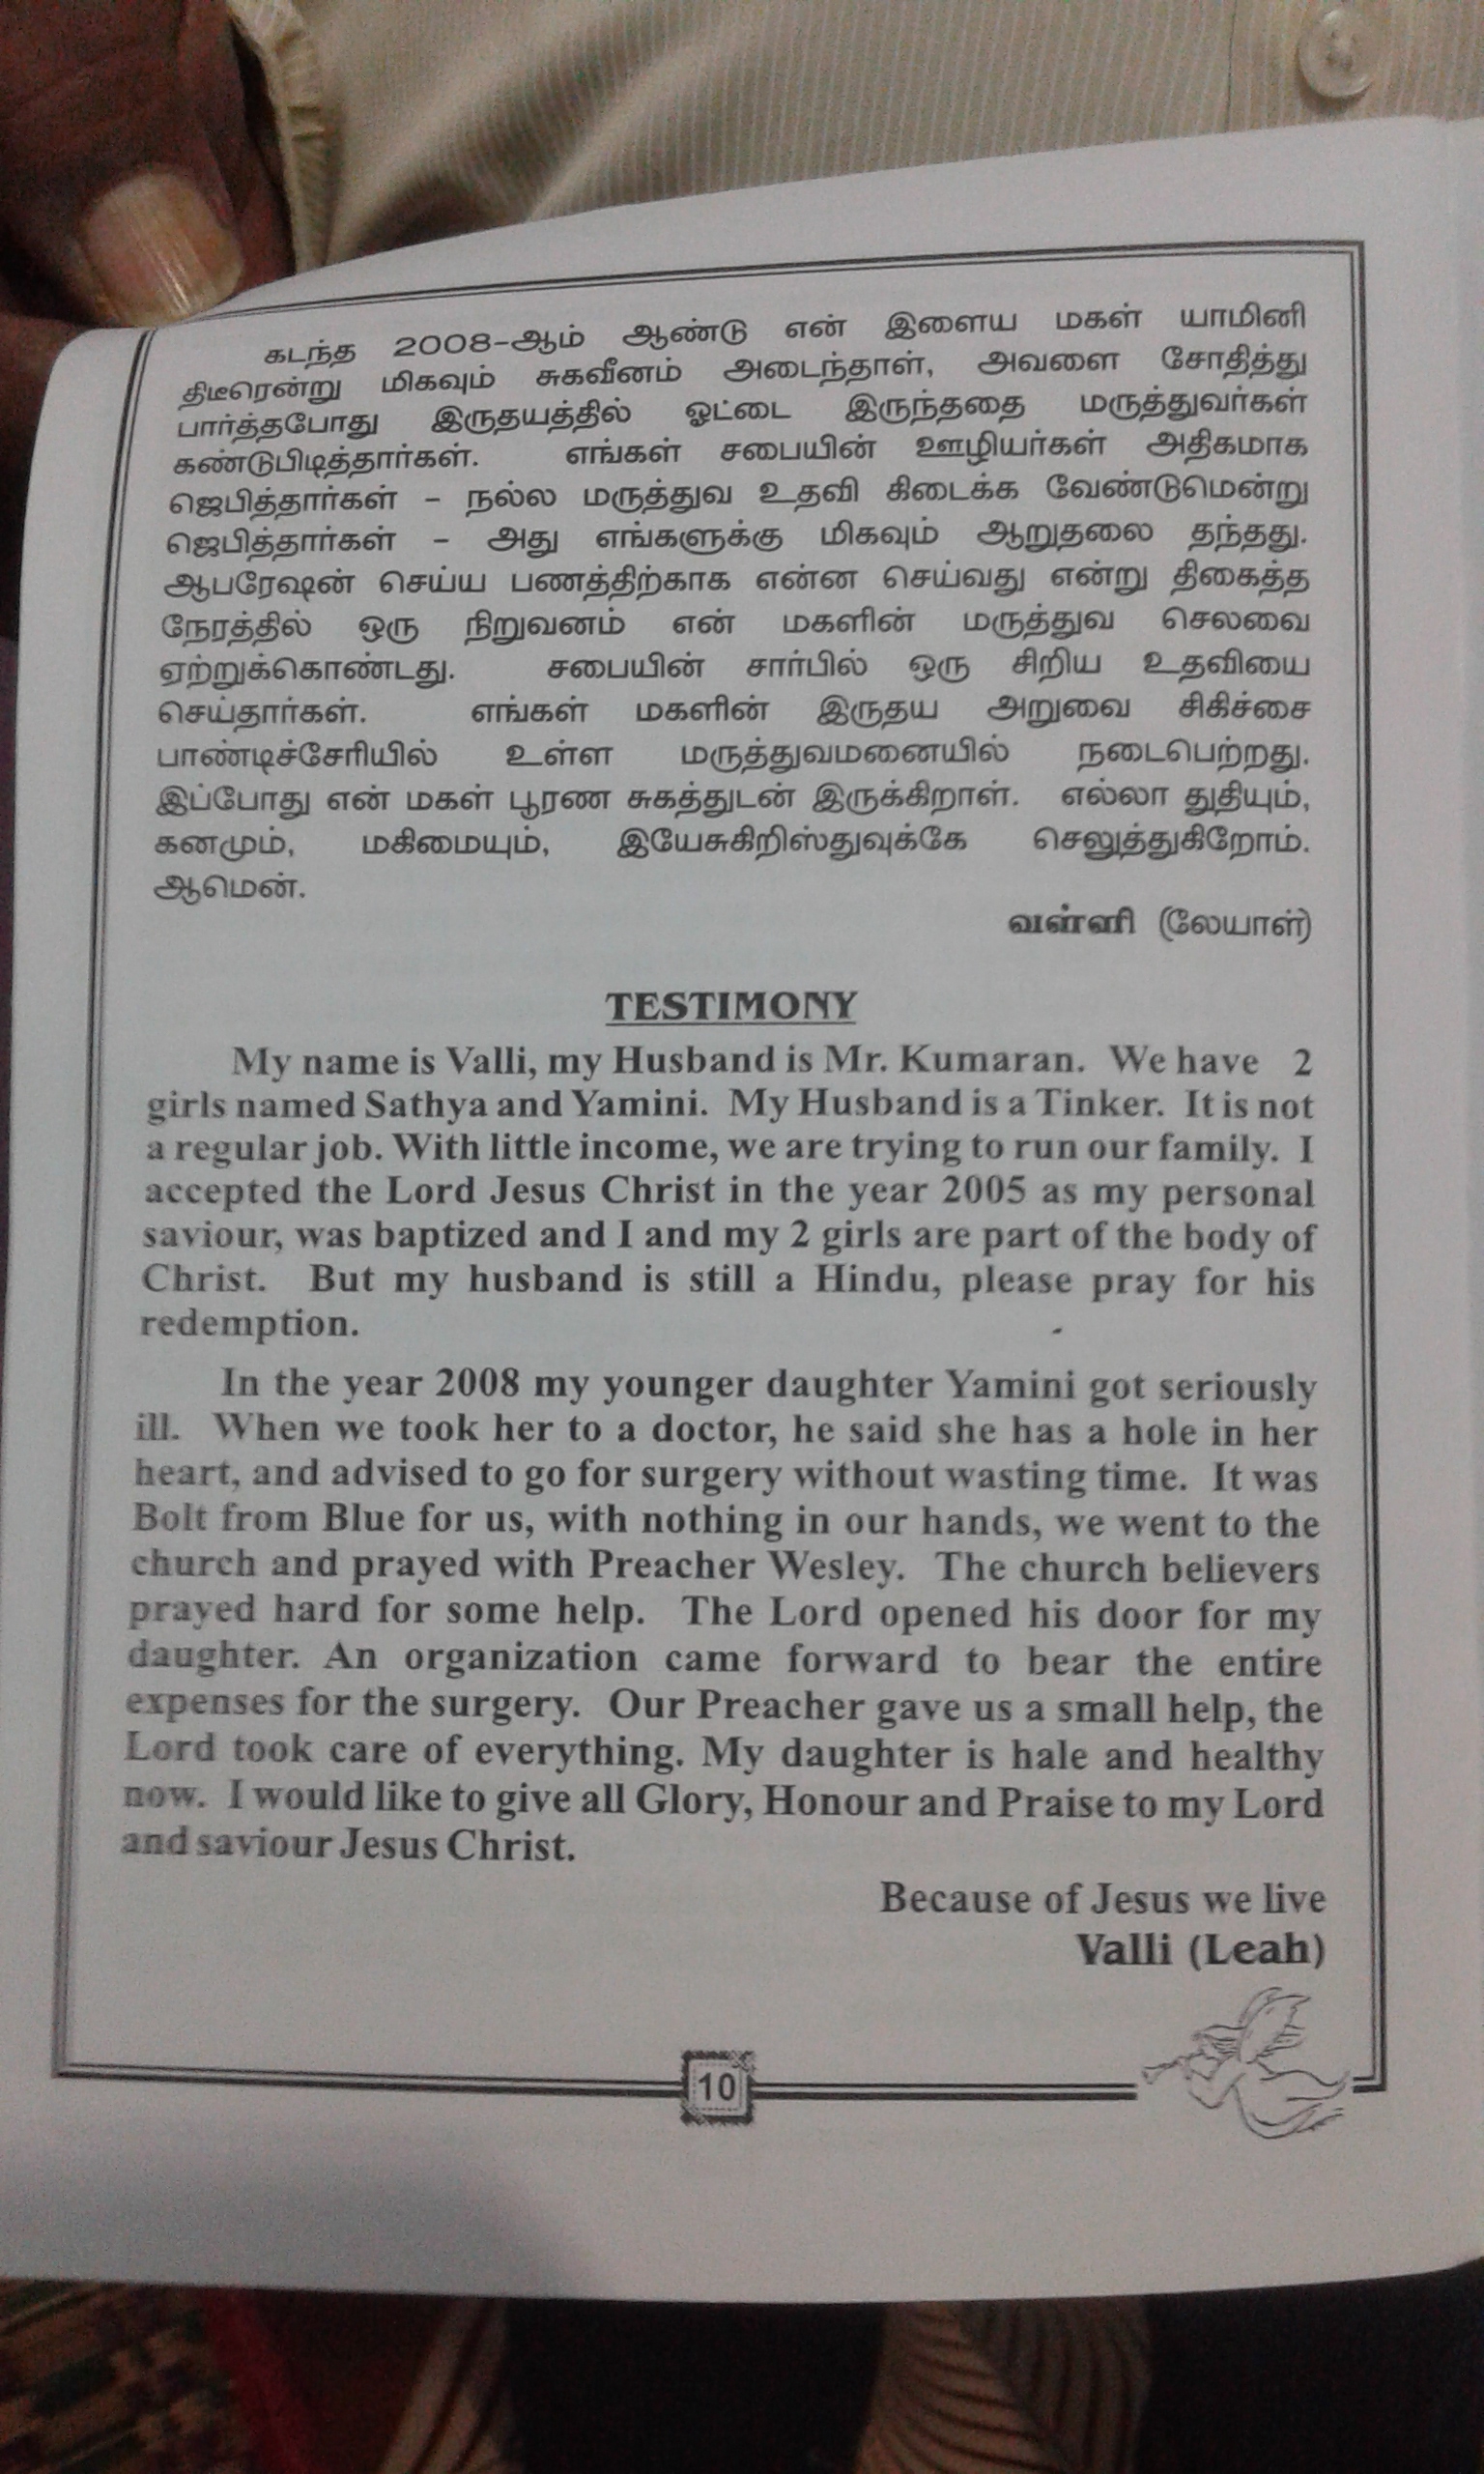 கடந்த 2008-ஆம் ஆண்டு என் இளைய மகள் யாமினி
திடீரென்று மிகவும் சுகவீனம் அடைந்தாள், அவளை சோதித்து
பார்த்தபோது இருதயத்தில் ஓட்டை இருந்ததை மருத்துவர்கள்
கண்டுபிடித்தார்கள். எங்கள் சபையின் ஊழியர்கள் அதிகமாக
ஜெபித்தார்கள் - நல்ல மருத்துவ உதவி கிடைக்க வேண்டுமென்று
ஜெபித்தார்கள் - அது எங்களுக்கு மிகவும் ஆறுதலை தந்தது.
ஆபரேஷன் செய்ய பணத்திற்காக என்ன செய்வது என்று திகைத்த
நேரத்தில் ஒரு நிறுவனம் என் மகளின் மருத்துவ செலவை
ஏற்றுக்கொண்டது. சபையின் சார்பில் ஒரு சிறிய உதவியை
செய்தார்கள். எங்கள் மகளின் இருதய அறுவை சிகிச்சை
பாண்டிச்சேரியில் உள்ள மருத்துவமனையில் நடைபெற்றது.
இப்போது என் மகள் பூரண சுகத்துடன் இருக்கிறாள். எல்லா துதியும்,
கனமும், மகிமையும், இயேசுகிறிஸ்துவுக்கே செலுத்துகிறோம்.
ஆமென்.
வள்ளி (லேயாள்)
TESTIMONY
My name is Valli, my Husband is Mr. Kumaran. We have 2
girls named Sathya and Yamini. My Husband is a Tinker. It is not
a regular job. With little income, we are trying to run our family. I
accepted the Lord Jesus Christ in the year 2005 as my personal
saviour, was baptized and I and my 2 girls are part of the body of
Christ. But my husband is still a Hindu, please pray for his
redemption.
In the year 2008 my younger daughter Yamini got seriously
ill. When we took her to a doctor, he said she has a hole in her
heart, and advised to go for surgery without wasting time. It was
Bolt from Blue for us, with nothing in our hands, we went to the
church and prayed with Preacher Wesley. The church believers
prayed hard for some help. The Lord opened his door for my
daughter. An organization came forward to bear the entire
expenses for the surgery. Our Preacher gave us a small help, the
Lord took care of everything. My daughter is hale and healthy
now. I would like to give all Glory, Honour and Praise to my Lord
and saviour Jesus Christ.
Because of Jesus we live
Valli (Leah)
10